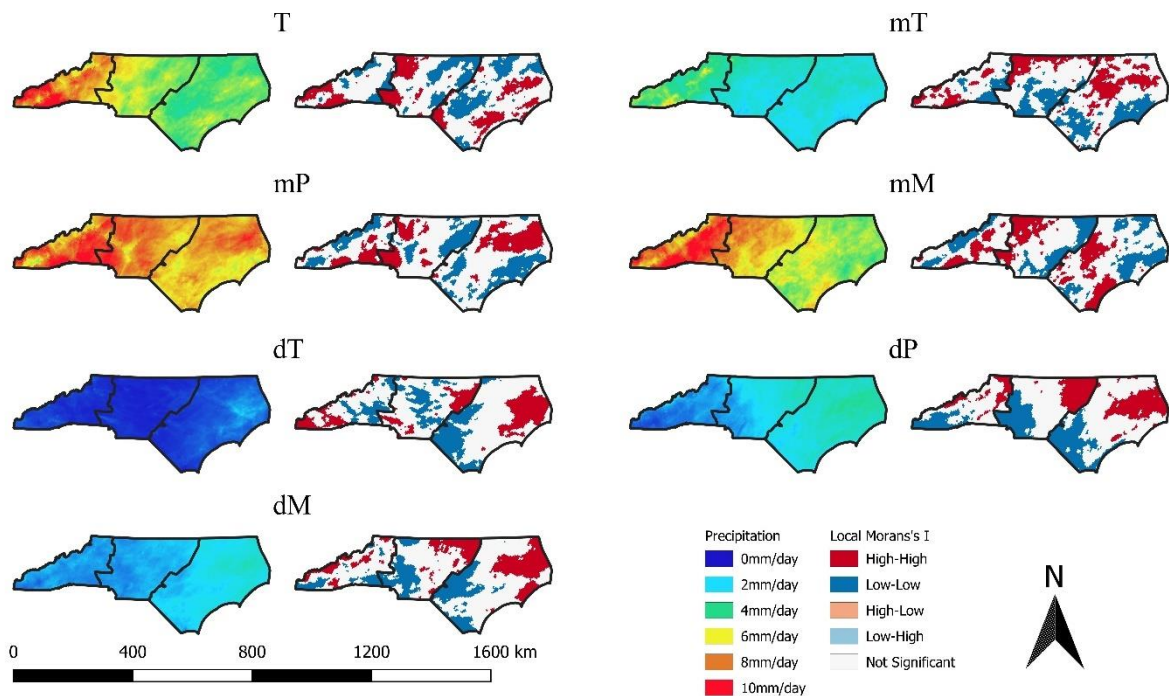 T
mT
mP
mM
dT
dP
dM
Precipitation
0mm/day
2mm/day
4mm/day
6mm/day
8mm/day
10mm/day
Local Morans's I
High-High
Low-Low
High-Low
Low-High
Not Significant
N
0 400 800 1200 1600 km